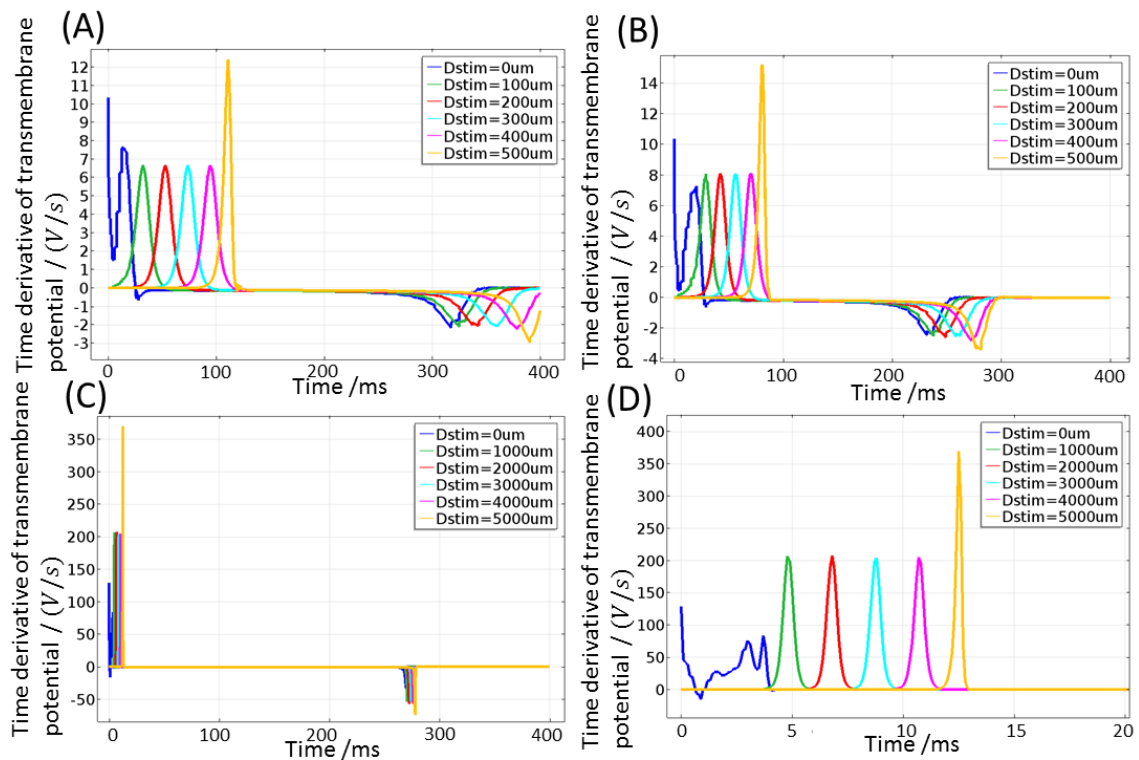 (A)
Time derivative of transmembrane
potential / (V/s)
12
11
10
9
8
7
6
5
4
3
2
1
0
-1
-2
-3
0
100
200
300
400
Time /ms
Dstim=0um
Dstim=100um
Dstim=200um
Dstim=300um
Dstim=400um
Dstim=500um
(B)
Time derivative of transmembrane
potential / (V/s)
14
12
10
8
6
4
2
0
-2
-4
0
100
200
300
400
Time /ms
Dstim=0um
Dstim=100um
Dstim=200um
Dstim=300um
Dstim=400um
Dstim=500um
(C)
Time derivative of transmembrane
potential / (V/s)
350
300
250
200
150
100
50
0
-50
0
100
200
300
400
Time /ms
Dstim=0um
Dstim=1000um
Dstim=2000um
Dstim=3000um
Dstim=4000um
Dstim=5000um
(D)
Time derivative of transmembrane
potential / (V/s)
400
350
300
250
200
150
100
50
0
0
5
10
15
20
Time /ms
Dstim=0um
Dstim=1000um
Dstim=2000um
Dstim=3000um
Dstim=4000um
Dstim=5000um